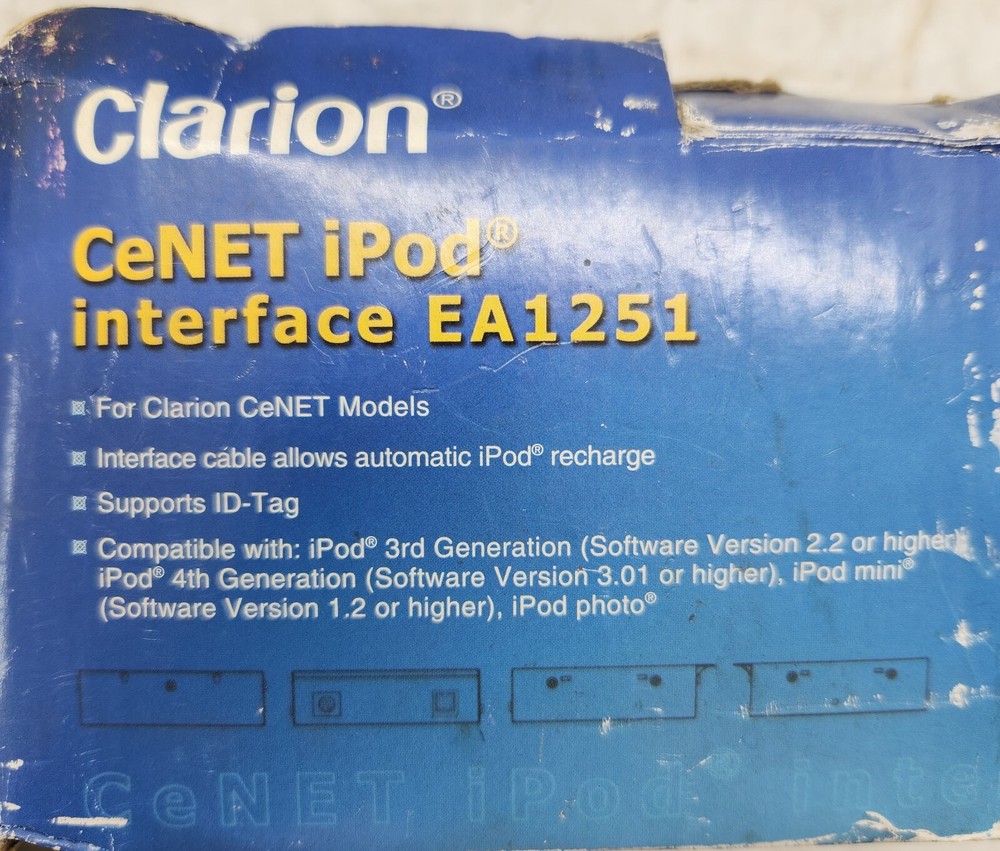 Clarion®
CeNET iPod®
interface EA1251
For Clarion CeNET Models
Interface cable allows automatic iPod® recharge
Supports ID-Tag
Compatible with: iPod® 3rd Generation (Software Version 2.2 or higher),
iPod® 4th Generation (Software Version 3.01 or higher), iPod mini®
(Software Version 1.2 or higher), iPod photo®
CeNET iPod® inte